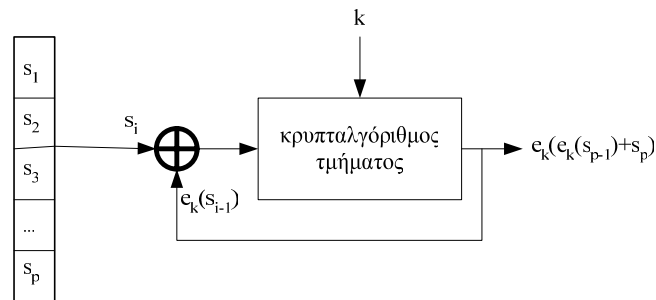 k
s1
s2
s3
...
sp
si
κρυπταλγόριθμος
τμήματος
ek(si-1)
ek(ek(sp-1)+sp)